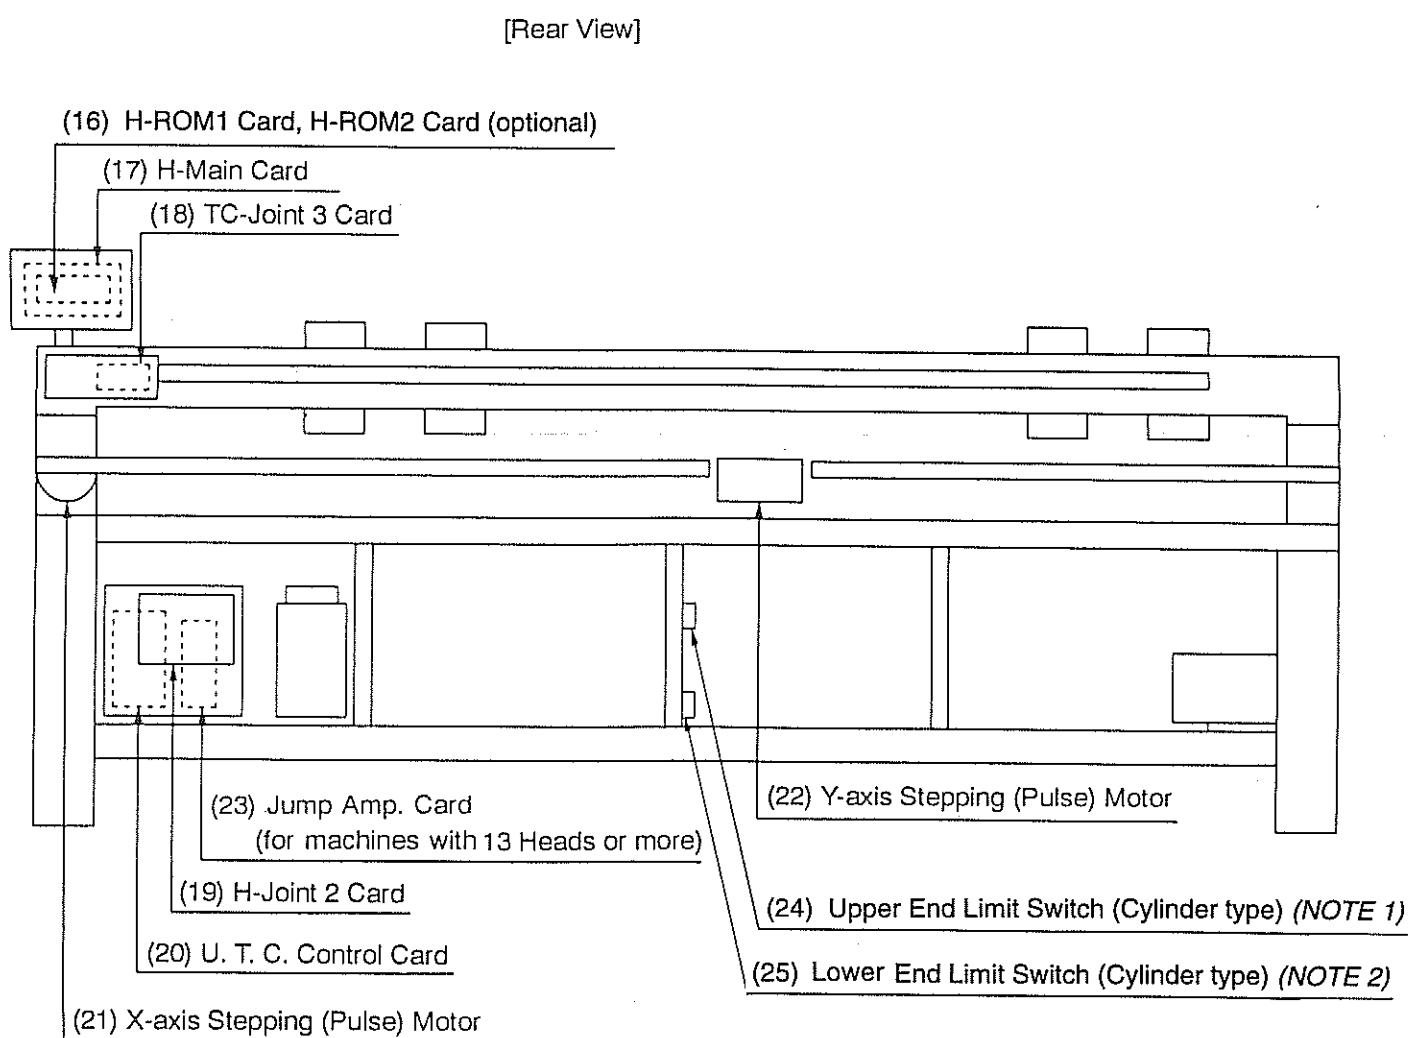 [Rear View]
(16) H-ROM1 Card, H-ROM2 Card (optional)
(17) H-Main Card
(18) TC-Joint 3 Card
(22) Y-axis Stepping (Pulse) Motor
(23) Jump Amp. Card
(for machines with 13 Heads or more)
(19) H-Joint 2 Card
(24) Upper End Limit Switch (Cylinder type) (NOTE 1)
(20) U. T. C. Control Card
(25) Lower End Limit Switch (Cylinder type) (NOTE 2)
(21) X-axis Stepping (Pulse) Motor